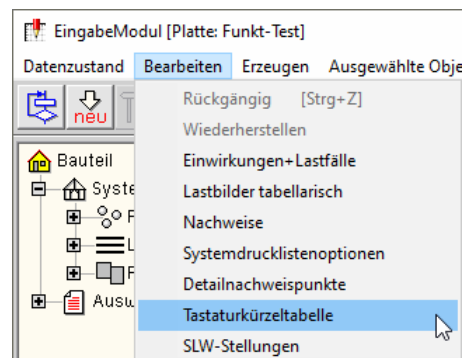 EingabeModul [Platte: Funkt-Test]
Datenzustand Bearbeiten Erzeugen Ausgewählte Obje
neu
Rückgängig [Strg+Z]
Wiederherstellen
Bauteil
Einwirkungen+Lastfälle
Syste
Lastbilder tabellarisch
F
Nachweise
L
Systemdrucklistenoptionen
F
Detailnachweispunkte
Ausw
Tastaturkürzeltabelle
SLW-Stellungen